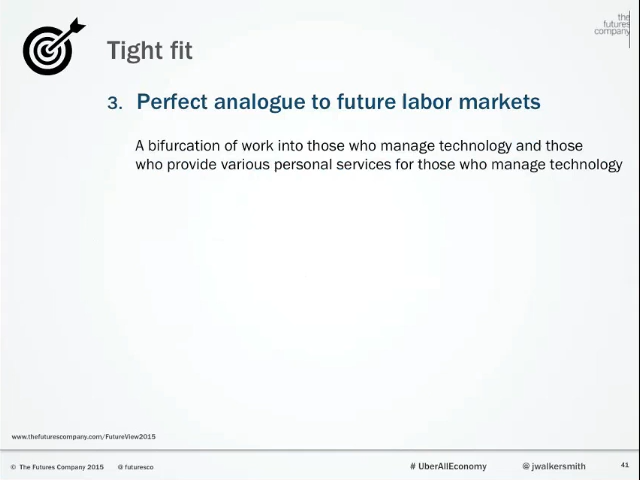 the
futures
company
Tight fit
3. Perfect analogue to future labor markets
A bifurcation of work into those who manage technology and those
who provide various personal services for those who manage technology
www.thefuturescompany.com/FutureView2015
© The Futures Company 2015 @ futuresco # UberAllEconomy @ jwalkersmith 41